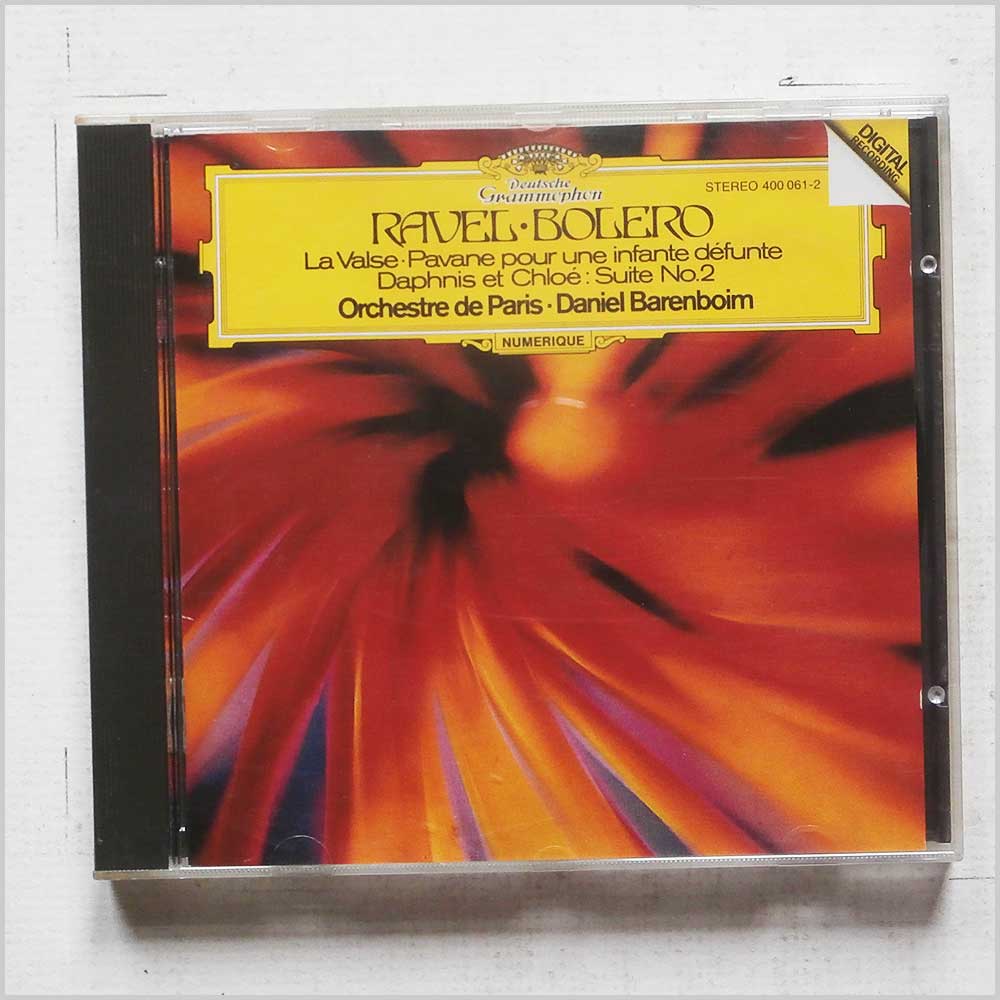 DIGITAL
RECORDING
Deutsche
Grammophon
STEREO 400 061-2
RAVEL·BOLERO
La Valse·Pavane pour une infante défunte
Daphnis et Chloé: Suite No.2
Orchestre de Paris·Daniel Barenboim
NUMERIQUE